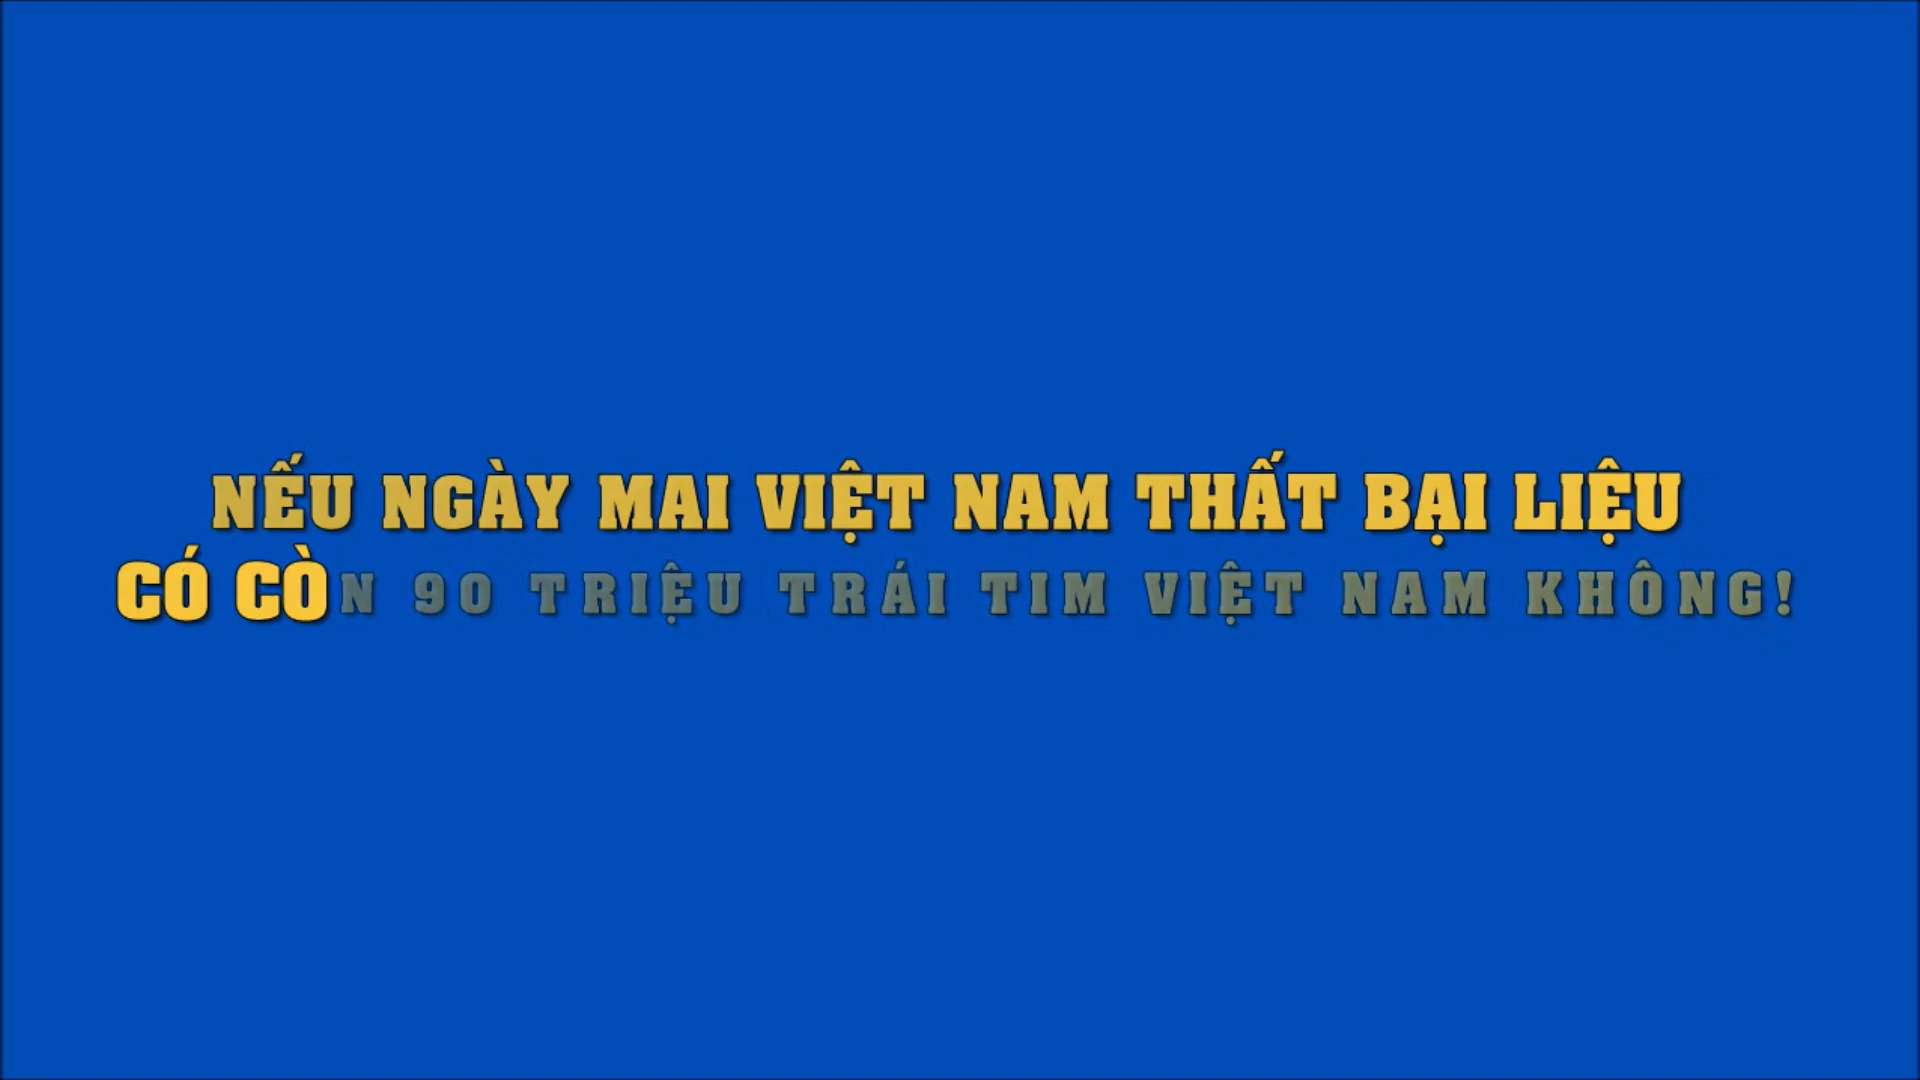 NẾU NGÀY MAI VIỆT NAM THẤT BẠI LIỆU
CÓ CÒN 90 TRIỆU TRÁI TIM VIỆT NAM KHÔNG!